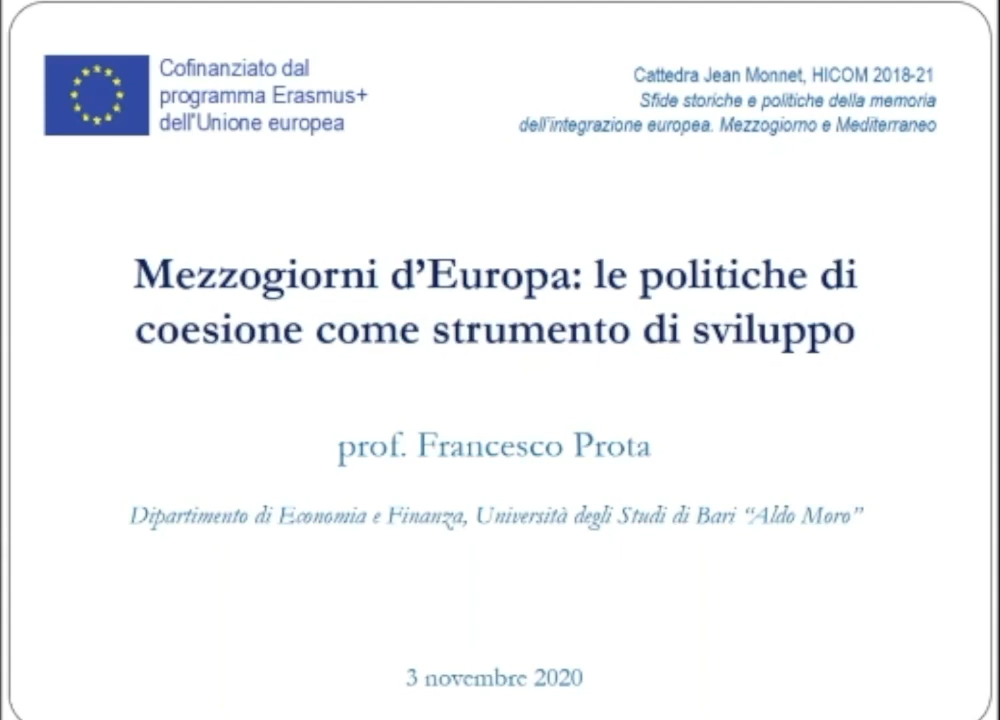 Cofinanziato dal
programma Erasmus+
dell'Unione europea
Cattedra Jean Monnet, HICOM 2018-21
Sfide storiche e politiche della memoria
dell'integrazione europea. Mezzogiorno e Mediterraneo
Mezzogiorni d'Europa: le politiche di
coesione come strumento di sviluppo
prof. Francesco Prota
Dipartimento di Economia e Finanza, Università degli Studi di Bari "Aldo Moro"
3 novembre 2020